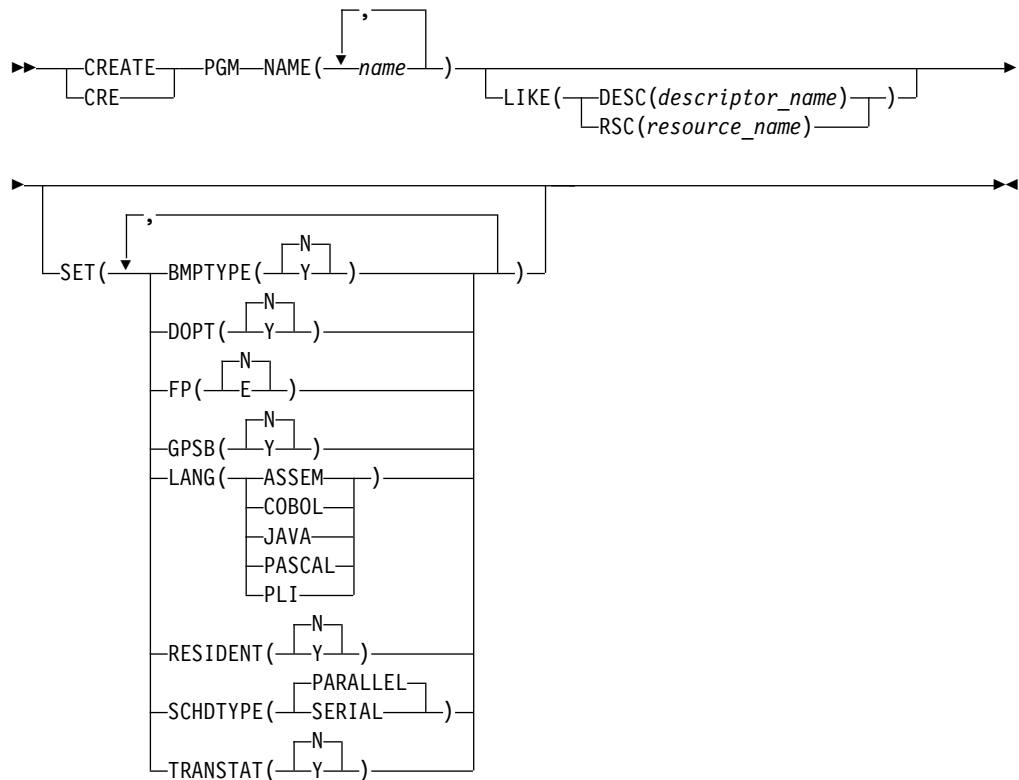 ,
CREATE PGM NAME( name )
CRE
LIKE( DESC(descriptor_name) )
RSC(resource_name)
,
SET( BMPTYPE( N )
Y
DOPT( N )
Y
FP( N )
E
GPSB( N )
Y
LANG( ASSEM )
COBOL
JAVA
PASCAL
PLI
RESIDENT( N )
Y
SCHDTYPE( PARALLEL )
SERIAL
TRANSTAT( N )
Y
)